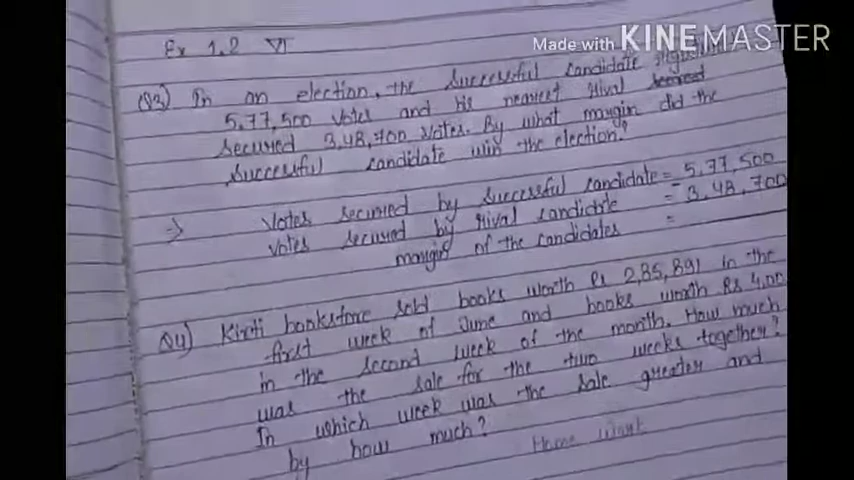 Made with KINEMASTER
Ex 1.2 VI
Q3) In an election, the successful candidate
5,77,500 votes and his nearest rival secured
secured 3,48,700 votes. By what margin did the
successful candidate win the election?
→ Votes secured by successful candidate = 5,77,500
votes secured by rival candidate = - 3,48,700
margin of the candidates =
Q4) Kirti bookstore sold books worth Rs 2,85,891 in the
first week of June and books worth Rs 4,00
in the second week of the month. How much
was the sale for the two weeks together?
In which week was the sale greater and
by how much?
Home work